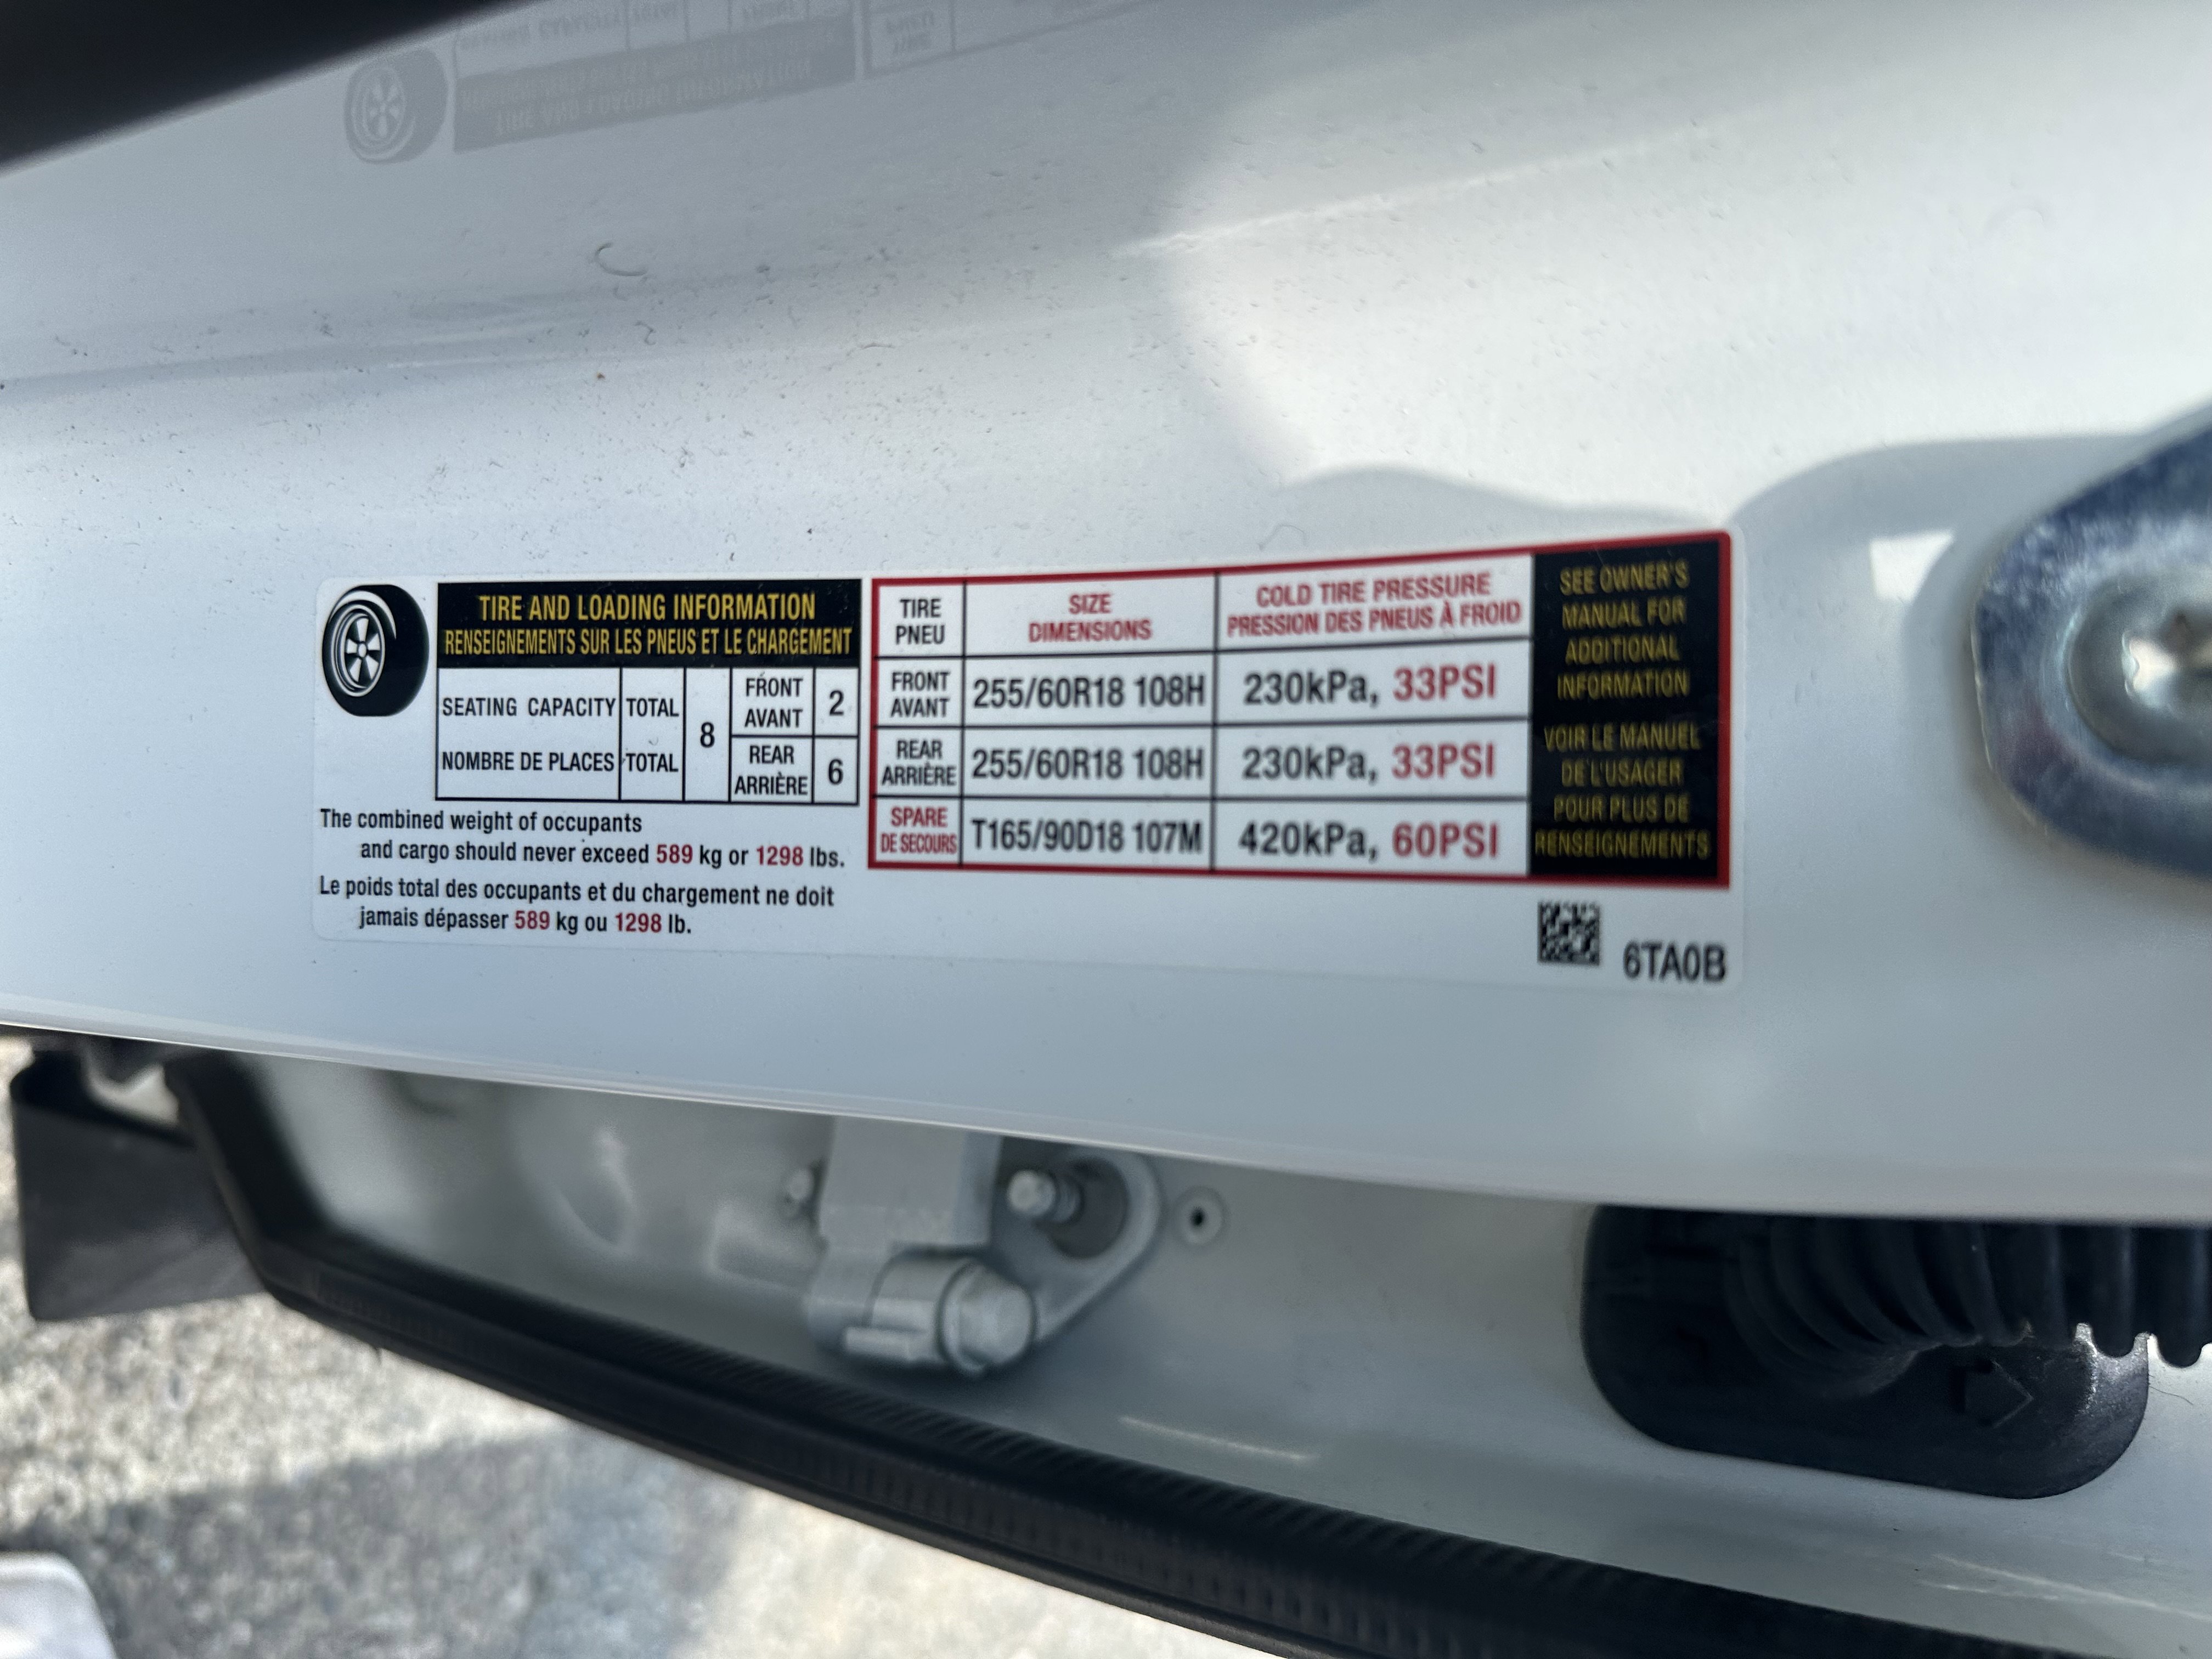 TIRE AND LOADING INFORMATION
RENSEIGNEMENTS SUR LES PNEUS ET LE CHARGEMENT
SEATING CAPACITY TOTAL
NOMBRE DE PLACES TOTAL
8
FRONT
AVANT
2
REAR
ARRIÈRE
6
The combined weight of occupants
and cargo should never exceed 589 kg or 1298 lbs.
Le poids total des occupants et du chargement ne doit
jamais dépasser 589 kg ou 1298 lb.
TIRE
PNEU
SIZE
DIMENSIONS
COLD TIRE PRESSURE
PRESSION DES PNEUS À FROID
FRONT
AVANT
255/60R18 108H
230kPa, 33PSI
REAR
ARRIÈRE
255/60R18 108H
230kPa, 33PSI
SPARE
DE SECOURS
T165/90D18 107M
420kPa, 60PSI
SEE OWNER'S
MANUAL FOR
ADDITIONAL
INFORMATION
VOIR LE MANUEL
DE L'USAGER
POUR PLUS DE
RENSEIGNEMENTS
6TA0B